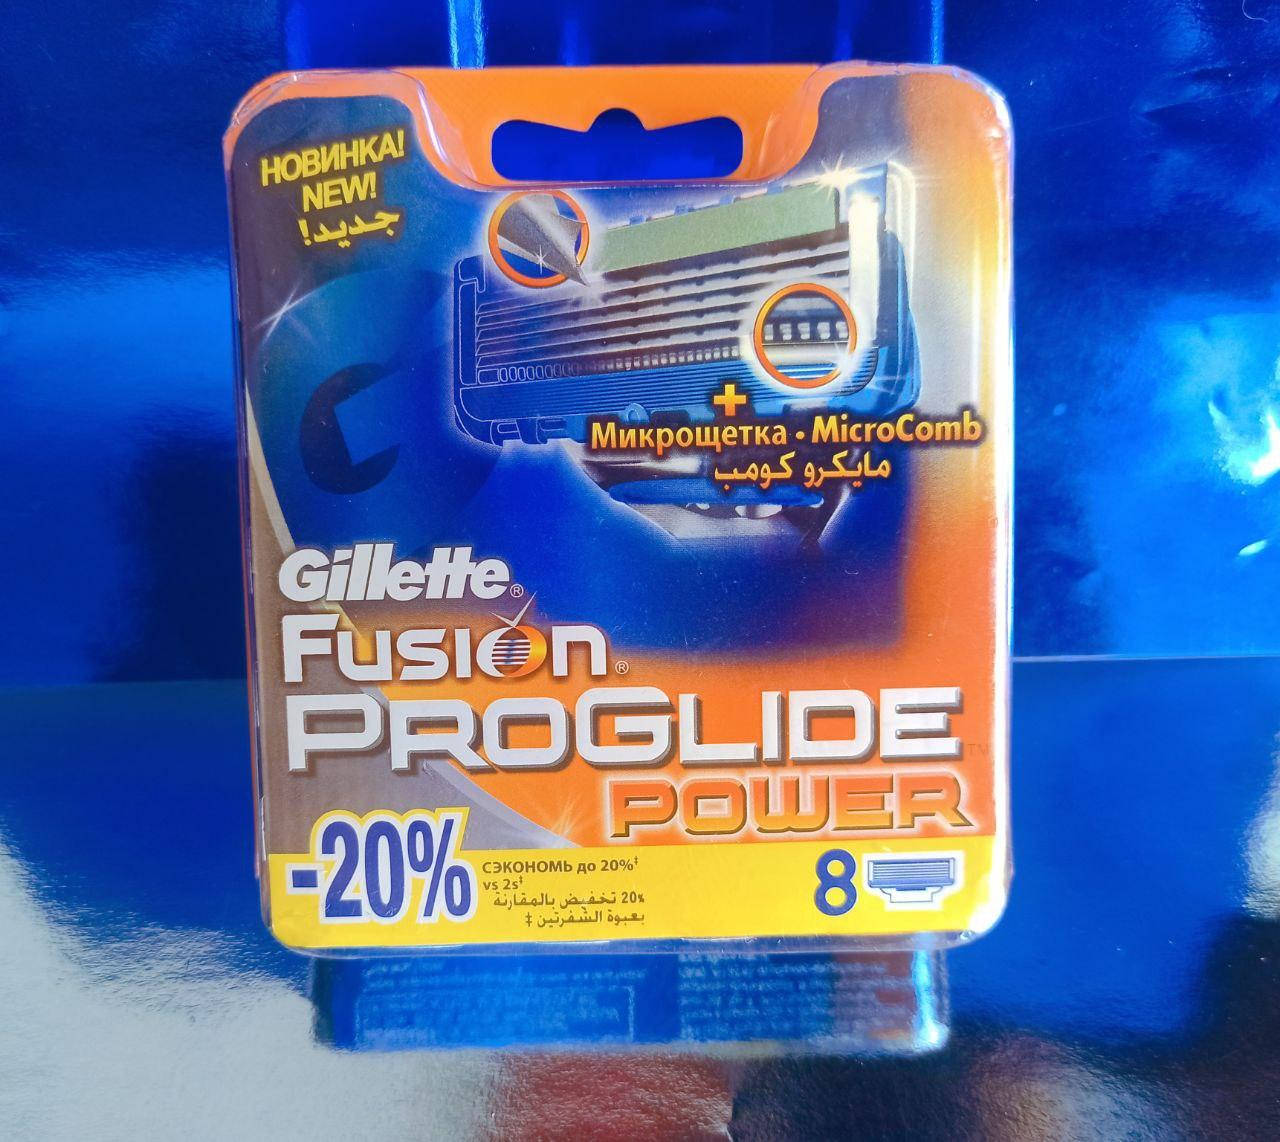 НОВИНКА!
NEW!
جديد!
+
Микрощетка • MicroComb
مايكرو كومب
Gillette®
Fusion®
PROGLIDE™
POWER
-20%
СЭКОНОМЬ до 20%‡
vs 2s‡
20% تخفيض بالمقارنة
بعبوة الشفرتين ‡
8